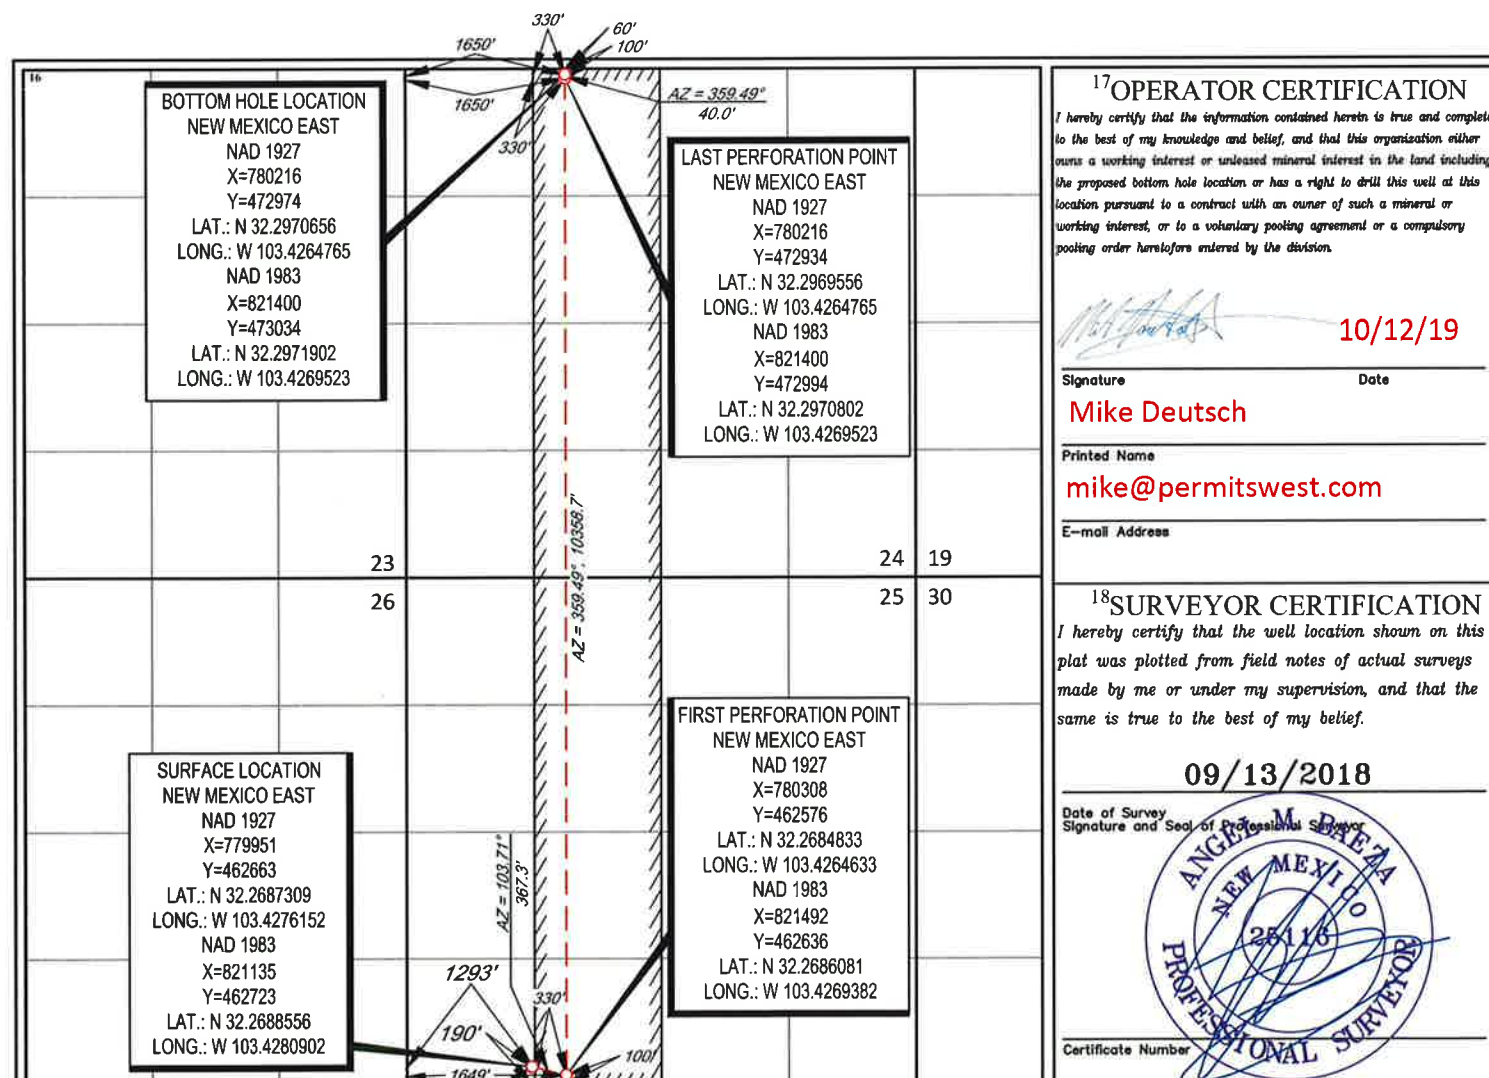 330'
60'
100'
1650'
1650'
330'
AZ = 359.49°
40.0'
16
BOTTOM HOLE LOCATION
NEW MEXICO EAST
NAD 1927
X=780216
Y=472974
LAT.: N 32.2970656
LONG.: W 103.4264765
NAD 1983
X=821400
Y=473034
LAT.: N 32.2971902
LONG.: W 103.4269523
LAST PERFORATION POINT
NEW MEXICO EAST
NAD 1927
X=780216
Y=472934
LAT.: N 32.2969556
LONG.: W 103.4264765
NAD 1983
X=821400
Y=472994
LAT.: N 32.2970802
LONG.: W 103.4269523
AZ = 359.49°, 10358.7'
23
24
19
26
25
30
SURFACE LOCATION
NEW MEXICO EAST
NAD 1927
X=779951
Y=462663
LAT.: N 32.2687309
LONG.: W 103.4276152
NAD 1983
X=821135
Y=462723
LAT.: N 32.2688556
LONG.: W 103.4280902
FIRST PERFORATION POINT
NEW MEXICO EAST
NAD 1927
X=780308
Y=462576
LAT.: N 32.2684833
LONG.: W 103.4264633
NAD 1983
X=821492
Y=462636
LAT.: N 32.2686081
LONG.: W 103.4269382
AZ = 103.71°
367.3'
1293'
330'
190'
100'
1649'
17OPERATOR CERTIFICATION
I hereby certify that the information contained herein is true and complete
to the best of my knowledge and belief, and that this organization either
owns a working interest or unleased mineral interest in the land including
the proposed bottom hole location or has a right to drill this well at this
location pursuant to a contract with an owner of such a mineral or
working interest, or to a voluntary pooling agreement or a compulsory
pooling order heretofore entered by the division.
10/12/19
Signature Date
Mike Deutsch
Printed Name
mike@permitswest.com
E-mail Address
18SURVEYOR CERTIFICATION
I hereby certify that the well location shown on this
plat was plotted from field notes of actual surveys
made by me or under my supervision, and that the
same is true to the best of my belief.
09/13/2018
Date of Survey
Signature and Seal of Professional Surveyor
ANGEL M. BAEZA
NEW MEXICO
25116
PROFESSIONAL SURVEYOR
Certificate Number